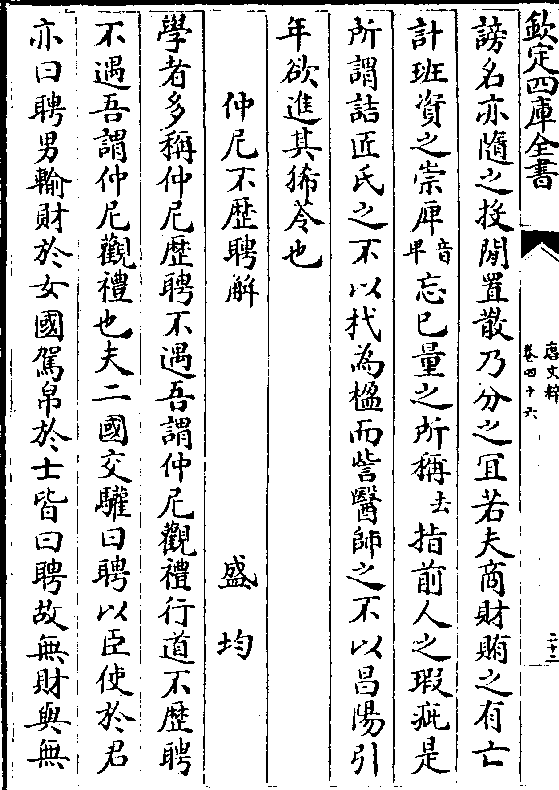 欽定四庫全書
唐文粹
卷四十六
二十二
謗名亦隨之投閒置散乃分之宜若夫商財賄之有亡
計班資之崇庳音卑忘已量之所稱去指前人之瑕疵是
所謂詰匠氏之不以杙為楹而訾醫師之不以昌陽引
年欲進其狶苓也
仲尼不歴聘解 盛均
學者多稱仲尼歴聘不遇吾謂仲尼觀禮行道不歴聘
不遇吾謂仲尼觀禮也夫二國交驩曰聘以臣使於君
亦曰聘男輸財於女國駕帛於士皆曰聘故無財與無